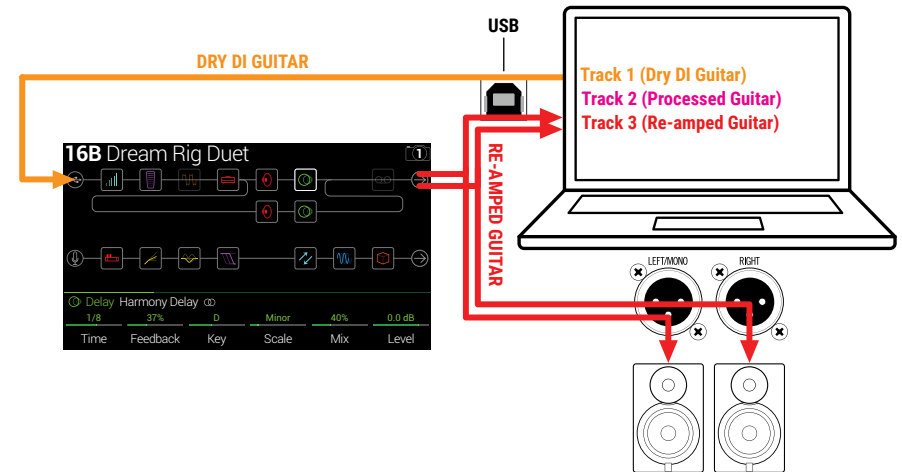 USB
DRY DI GUITAR
Track 1 (Dry DI Guitar)
Track 2 (Processed Guitar)
Track 3 (Re-amped Guitar)
16B Dream Rig Duet
1
RE-AMPED GUITAR
LEFT/MONO
RIGHT
Delay Harmony Delay
1/8 37% D Minor 40% 0.0 dB
Time Feedback Key Scale Mix Level